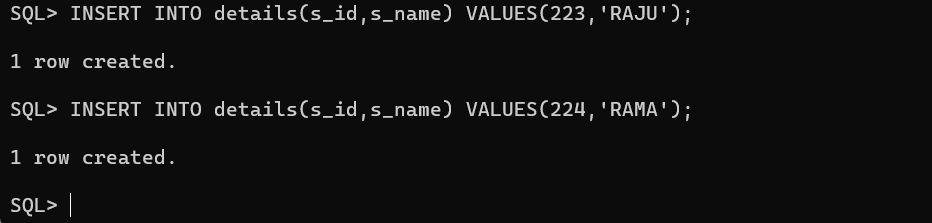 SQL> INSERT INTO details(s_id,s_name) VALUES(223,'RAJU');
1 row created.
SQL> INSERT INTO details(s_id,s_name) VALUES(224,'RAMA');
1 row created.
SQL>